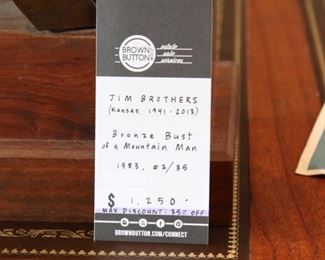 BROWN BUTTON
estate
sale
services
JIM BROTHERS
(Kansas, 1941-2013)
Bronze Bust
of a Mountain Man
1983, #2/35
$ 1,250-
MAX DISCOUNT: 35% OFF
BROWNBUTTON.COM/CONNECT